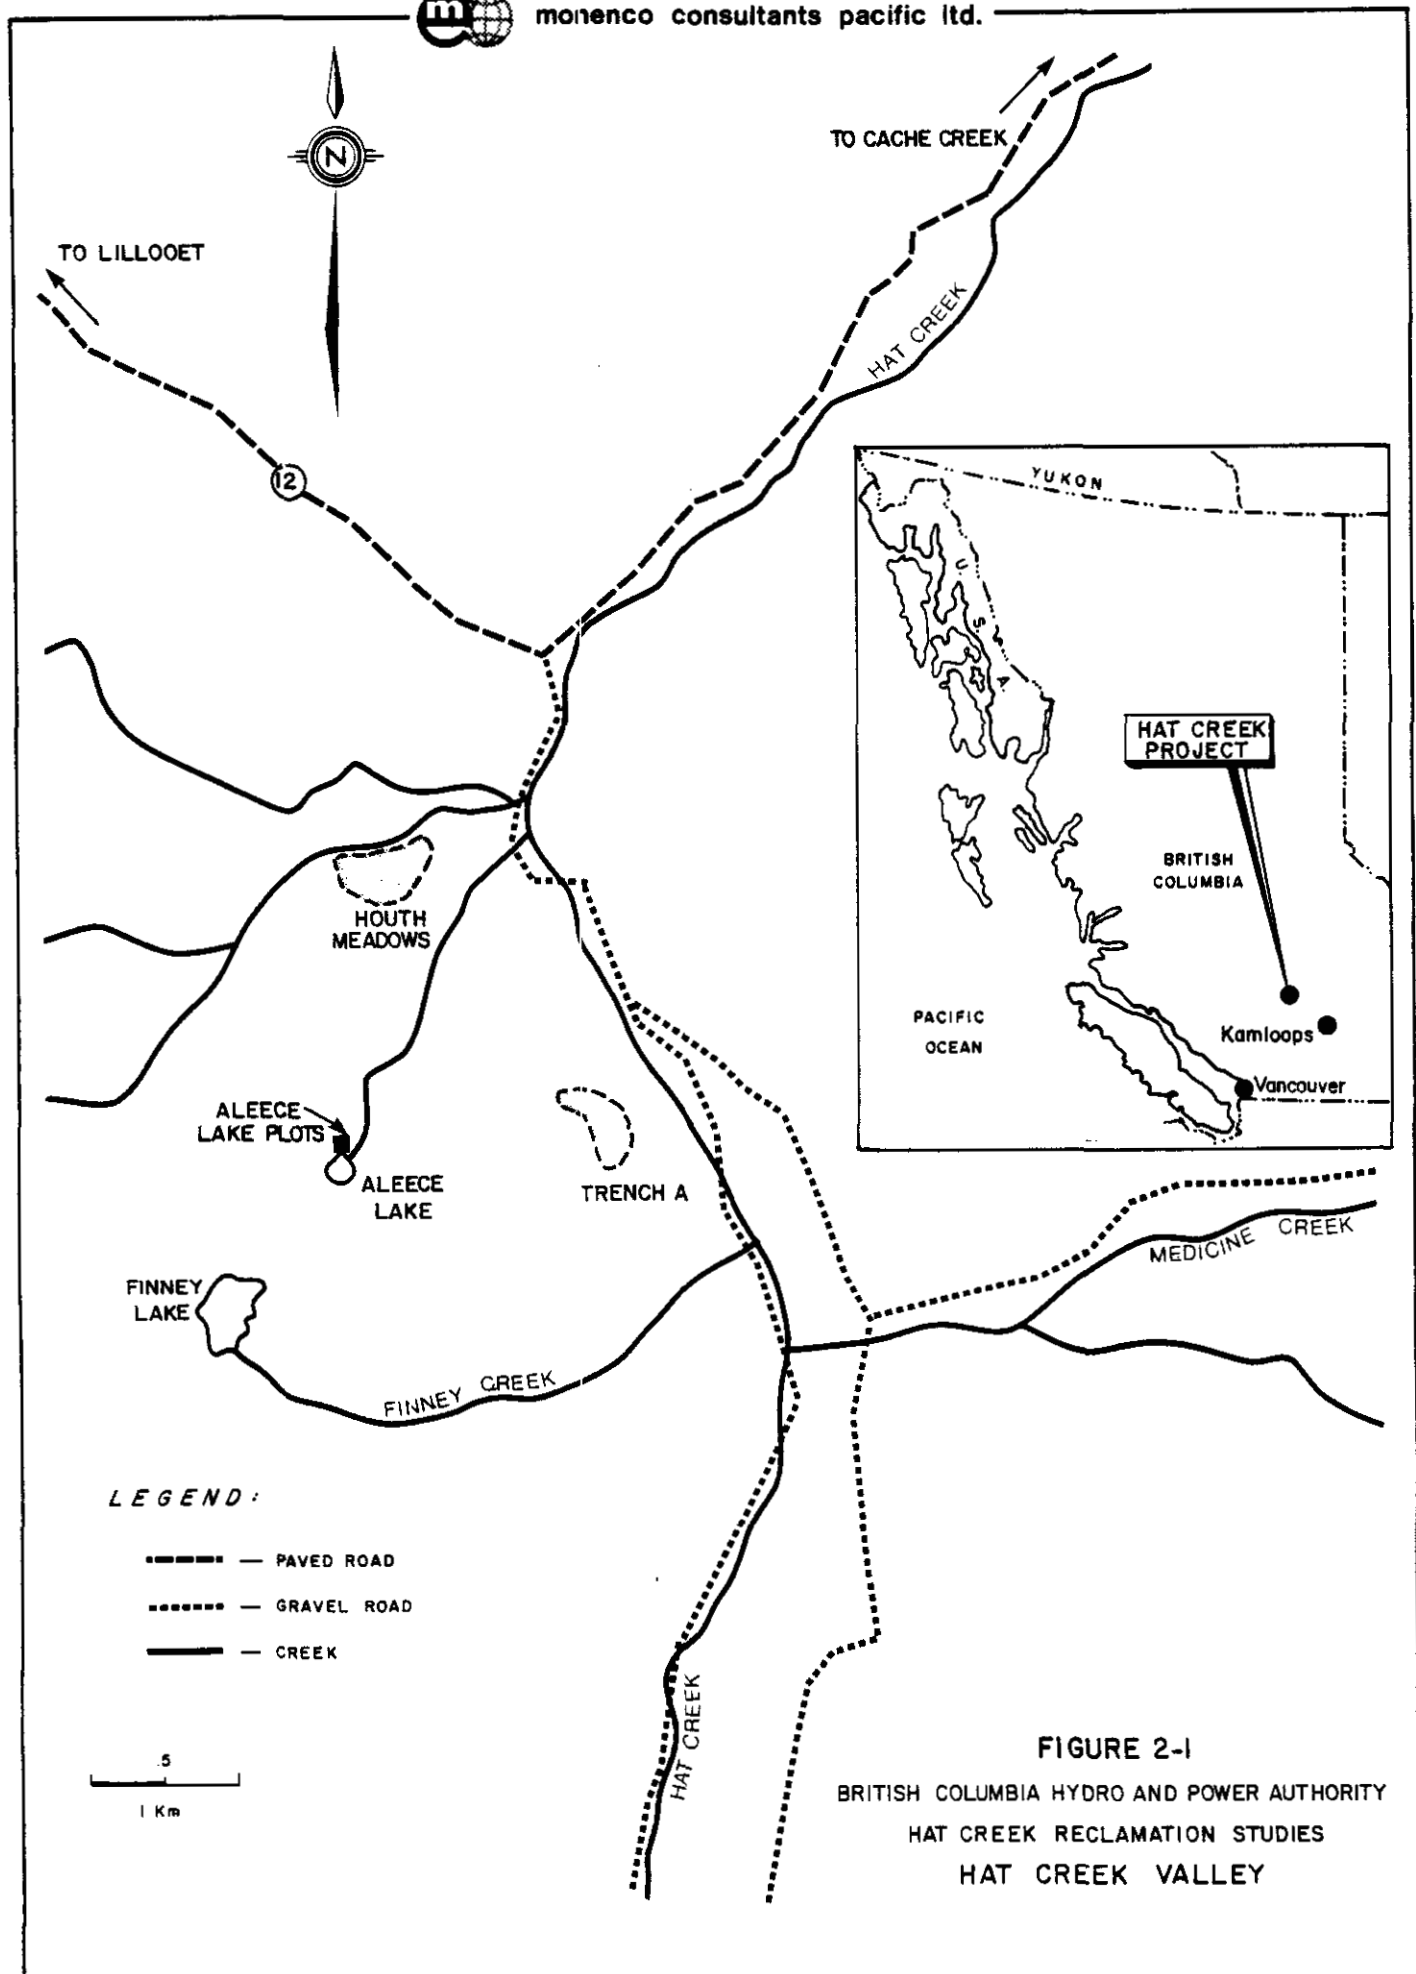 m
monenco consultants pacific ltd.
N
TO CACHE CREEK
TO LILLOOET
HAT CREEK
12
YUKON
U.S.A.
HAT CREEK
PROJECT
BRITISH
COLUMBIA
PACIFIC
OCEAN
Kamloops
Vancouver
HOUTH
MEADOWS
ALEECE
LAKE PLOTS
ALEECE
LAKE
TRENCH A
MEDICINE CREEK
FINNEY
LAKE
FINNEY CREEK
LEGEND:
— PAVED ROAD
— GRAVEL ROAD
— CREEK
HAT CREEK
.5
1 Km
FIGURE 2-1
BRITISH COLUMBIA HYDRO AND POWER AUTHORITY
HAT CREEK RECLAMATION STUDIES
HAT CREEK VALLEY